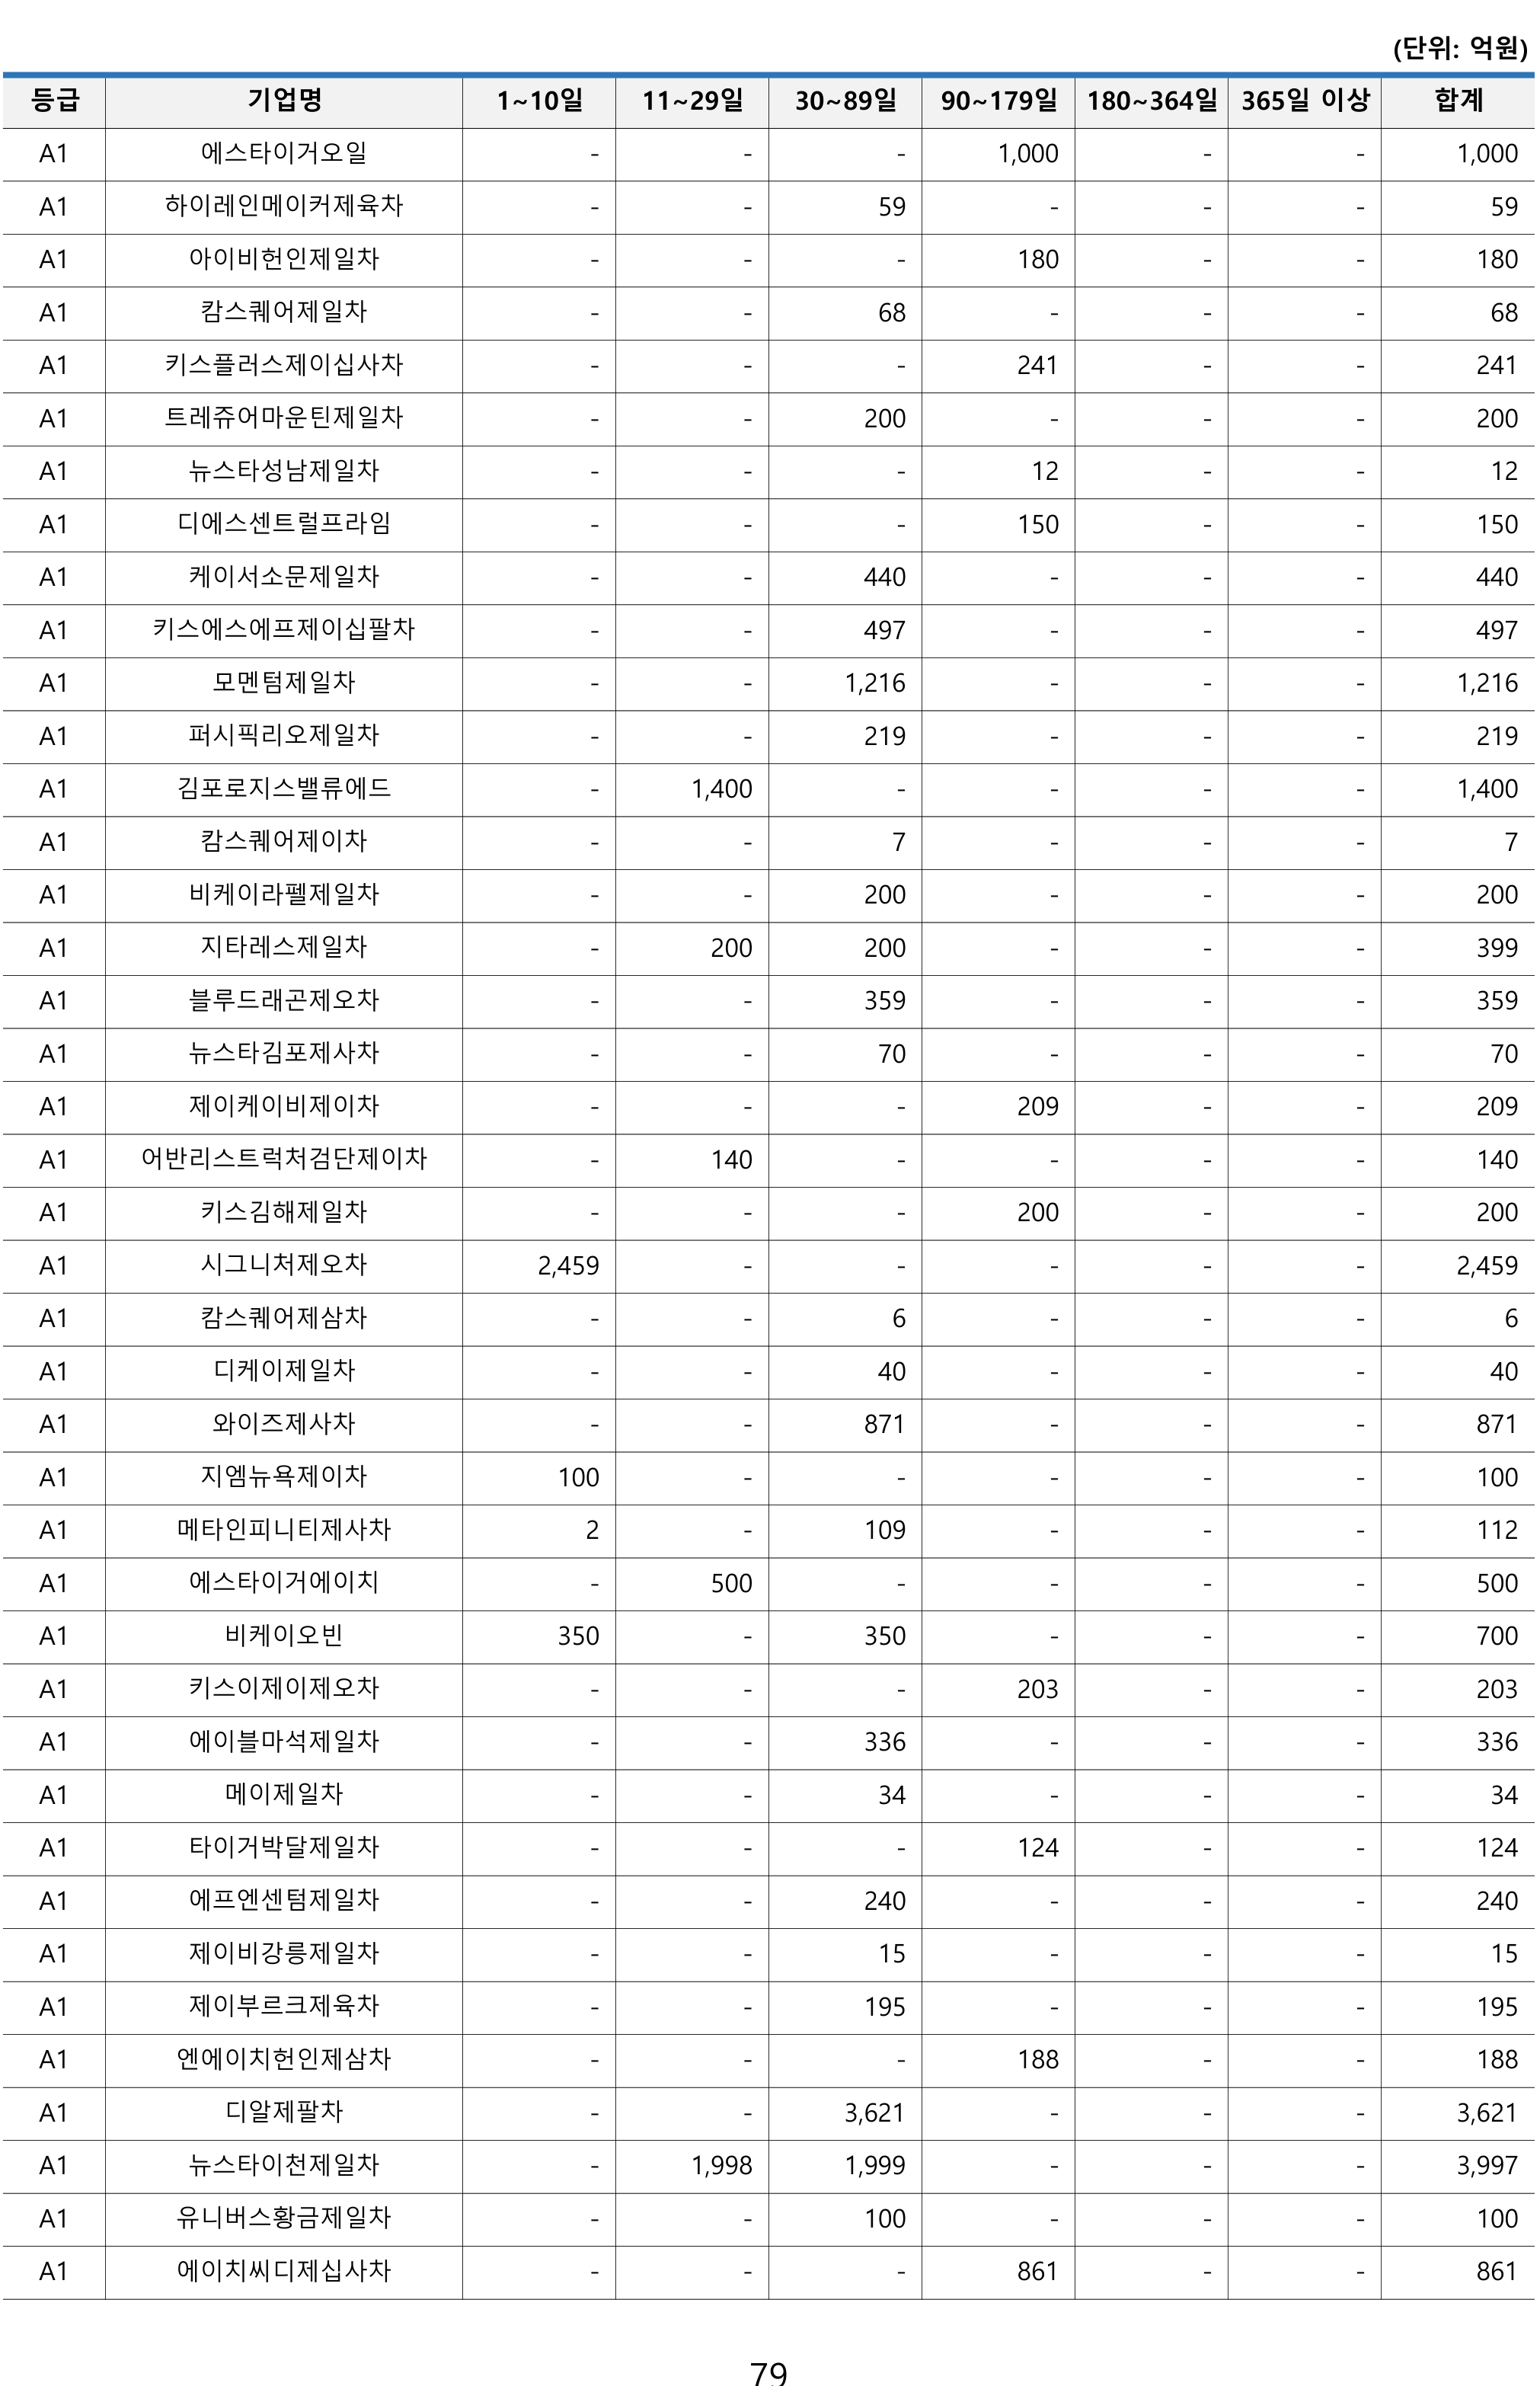 (단위: 억원)
등급 기업명 1~10일 11~29일 30~89일 90~179일 180~364일 365일 이상 합계
A1 에스타이거오일 - - - 1,000 - - 1,000
A1 하이레인메이커제육차 - - 59 - - - 59
A1 아이비헌인제일차 - - - 180 - - 180
A1 캄스퀘어제일차 - - 68 - - - 68
A1 키스플러스제이십사차 - - - 241 - - 241
A1 트레쥬어마운틴제일차 - - 200 - - - 200
A1 뉴스타성남제일차 - - - 12 - - 12
A1 디에스센트럴프라임 - - - 150 - - 150
A1 케이서소문제일차 - - 440 - - - 440
A1 키스에스에프제이십팔차 - - 497 - - - 497
A1 모멘텀제일차 - - 1,216 - - - 1,216
A1 퍼시픽리오제일차 - - 219 - - - 219
A1 김포로지스밸류에드 - 1,400 - - - - 1,400
A1 캄스퀘어제이차 - - 7 - - - 7
A1 비케이라펠제일차 - - 200 - - - 200
A1 지타레스제일차 - 200 200 - - - 399
A1 블루드래곤제오차 - - 359 - - - 359
A1 뉴스타김포제사차 - - 70 - - - 70
A1 제이케이비제이차 - - - 209 - - 209
A1 어반리스트럭처검단제이차 - 140 - - - - 140
A1 키스김해제일차 - - - 200 - - 200
A1 시그니처제오차 2,459 - - - - - 2,459
A1 캄스퀘어제삼차 - - 6 - - - 6
A1 디케이제일차 - - 40 - - - 40
A1 와이즈제사차 - - 871 - - - 871
A1 지엠뉴욕제이차 100 - - - - - 100
A1 메타인피니티제사차 2 - 109 - - - 112
A1 에스타이거에이치 - 500 - - - - 500
A1 비케이오빈 350 - 350 - - - 700
A1 키스이제이제오차 - - - 203 - - 203
A1 에이블마석제일차 - - 336 - - - 336
A1 메이제일차 - - 34 - - - 34
A1 타이거박달제일차 - - - 124 - - 124
A1 에프엔센텀제일차 - - 240 - - - 240
A1 제이비강릉제일차 - - 15 - - - 15
A1 제이부르크제육차 - - 195 - - - 195
A1 엔에이치헌인제삼차 - - - 188 - - 188
A1 디알제팔차 - - 3,621 - - - 3,621
A1 뉴스타이천제일차 - 1,998 1,999 - - - 3,997
A1 유니버스황금제일차 - - 100 - - - 100
A1 에이치씨디제십사차 - - - 861 - - 861
79